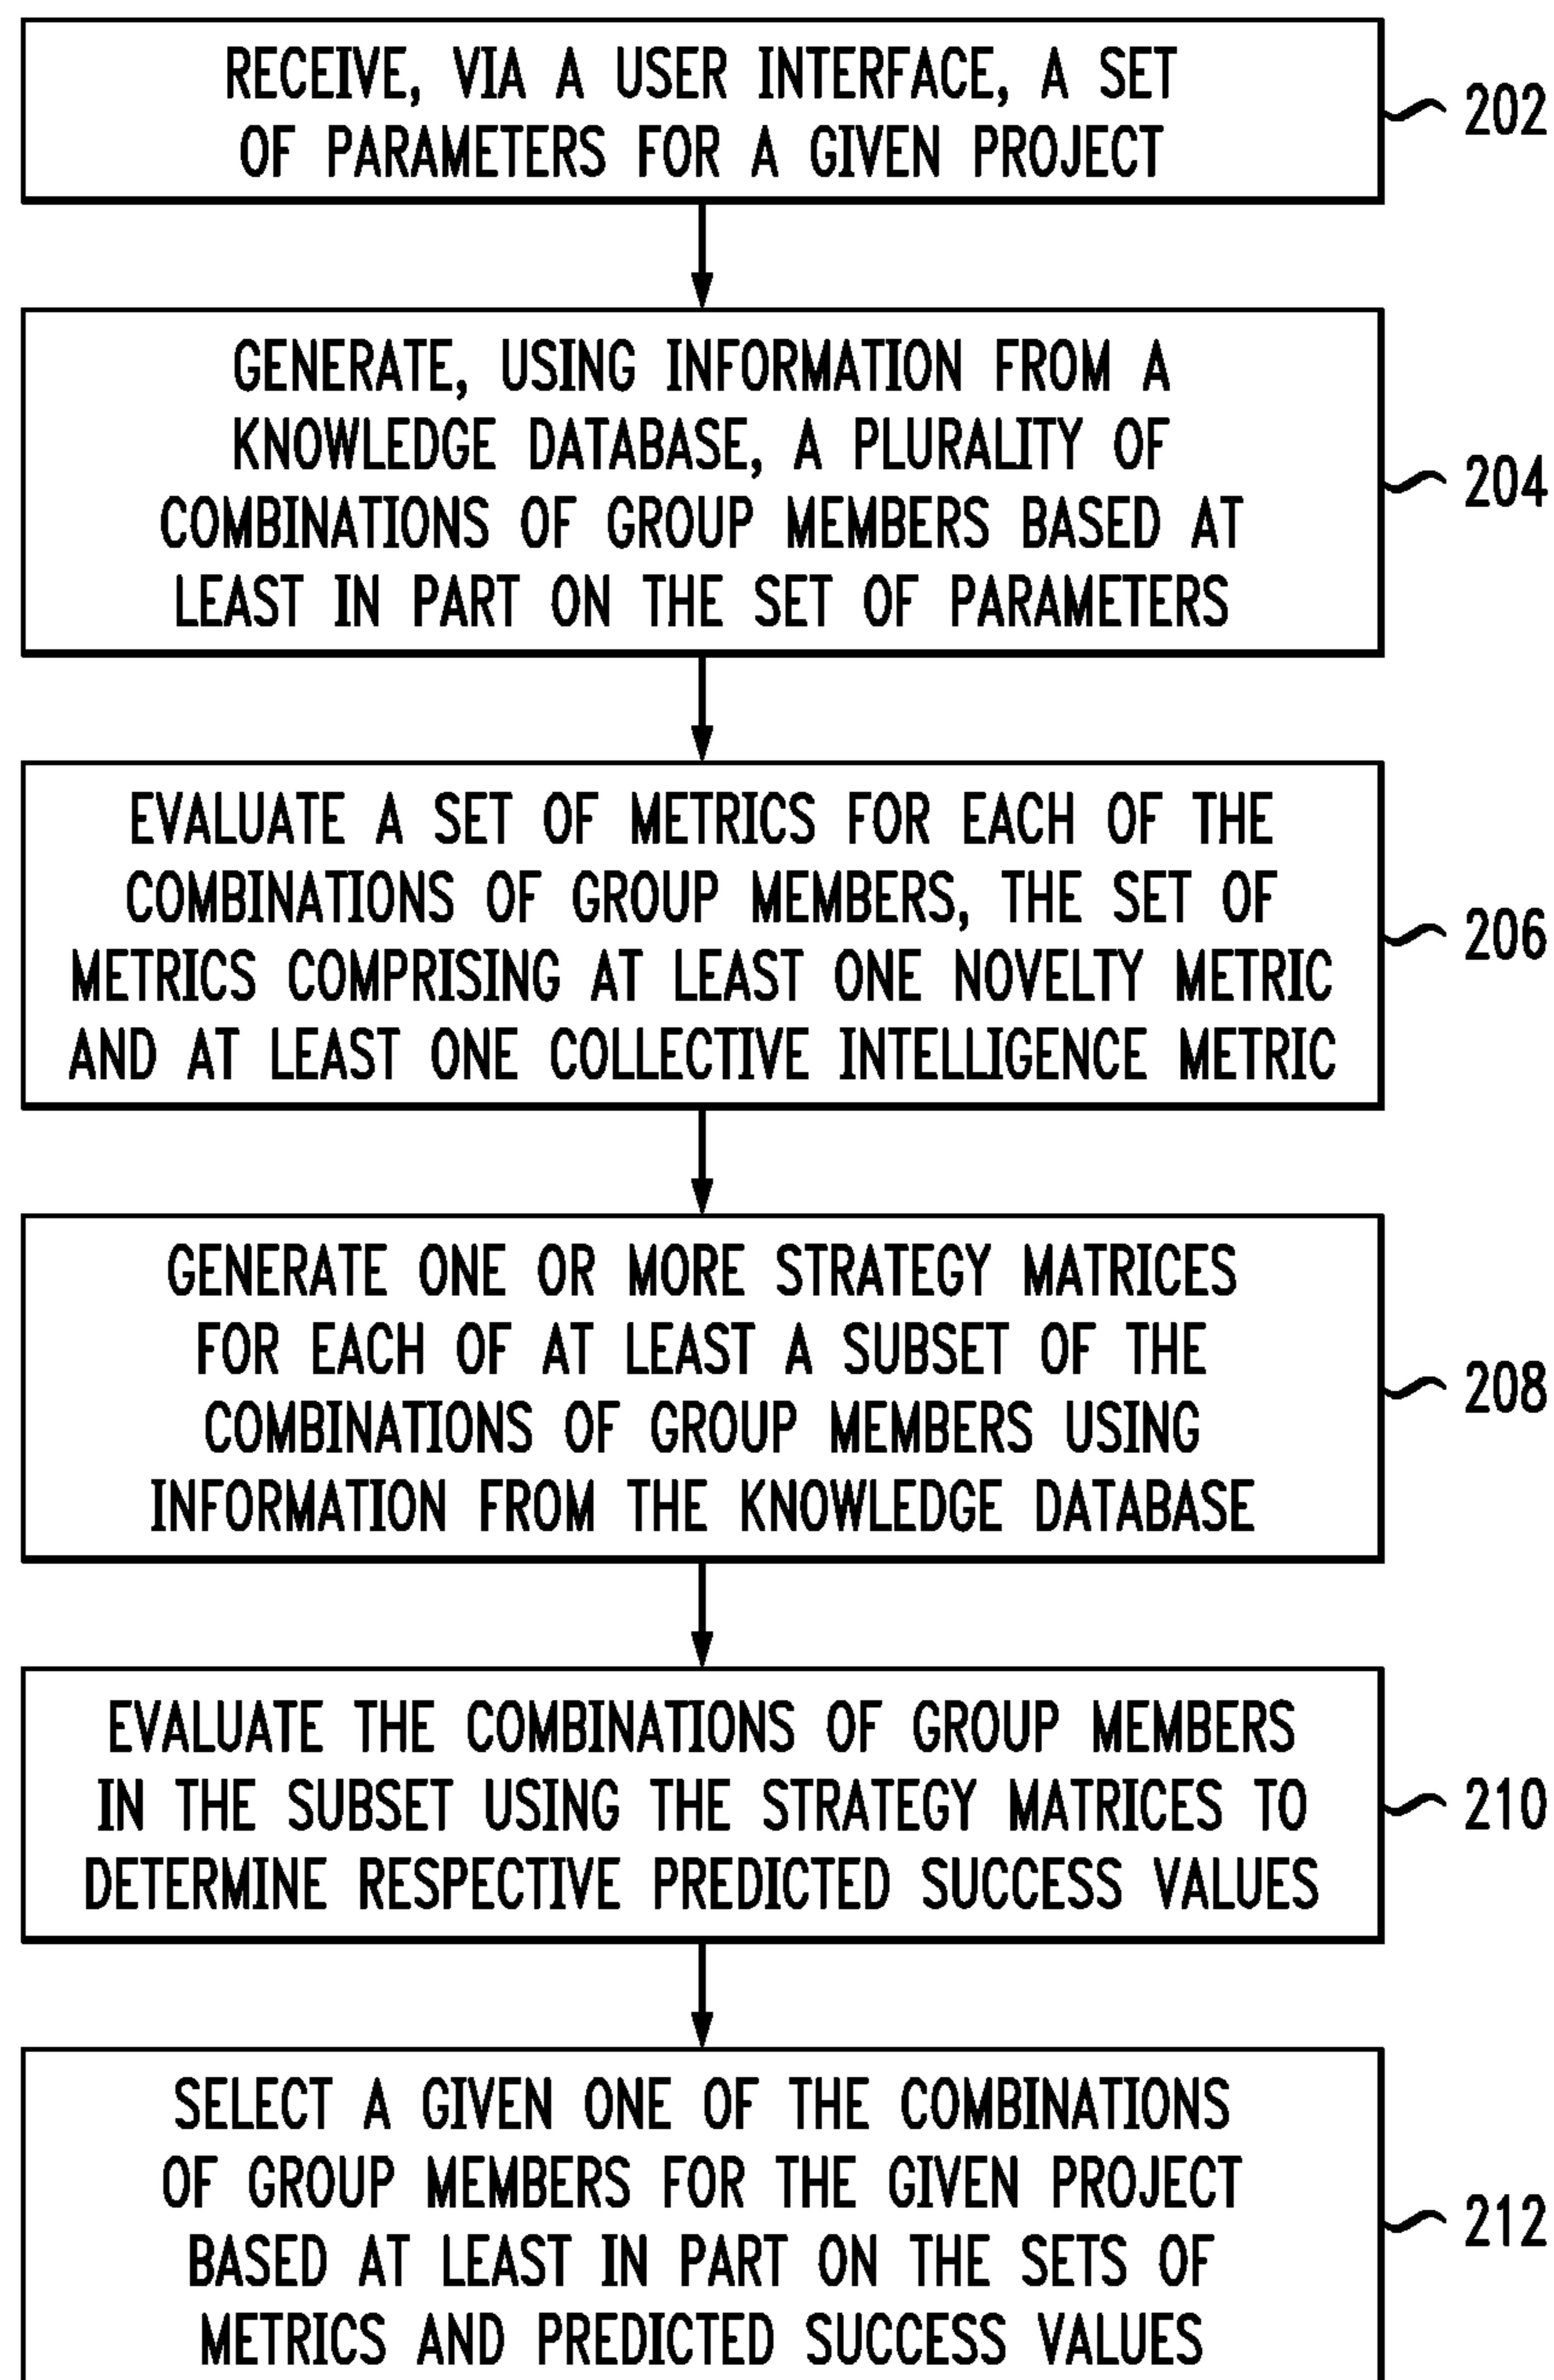 RECEIVE, VIA A USER INTERFACE, A SET
OF PARAMETERS FOR A GIVEN PROJECT
202
GENERATE, USING INFORMATION FROM A
KNOWLEDGE DATABASE, A PLURALITY OF
COMBINATIONS OF GROUP MEMBERS BASED AT
LEAST IN PART ON THE SET OF PARAMETERS
204
EVALUATE A SET OF METRICS FOR EACH OF THE
COMBINATIONS OF GROUP MEMBERS, THE SET OF
METRICS COMPRISING AT LEAST ONE NOVELTY METRIC
AND AT LEAST ONE COLLECTIVE INTELLIGENCE METRIC
206
GENERATE ONE OR MORE STRATEGY MATRICES
FOR EACH OF AT LEAST A SUBSET OF THE
COMBINATIONS OF GROUP MEMBERS USING
INFORMATION FROM THE KNOWLEDGE DATABASE
208
EVALUATE THE COMBINATIONS OF GROUP MEMBERS
IN THE SUBSET USING THE STRATEGY MATRICES TO
DETERMINE RESPECTIVE PREDICTED SUCCESS VALUES
210
SELECT A GIVEN ONE OF THE COMBINATIONS
OF GROUP MEMBERS FOR THE GIVEN PROJECT
BASED AT LEAST IN PART ON THE SETS OF
METRICS AND PREDICTED SUCCESS VALUES
212